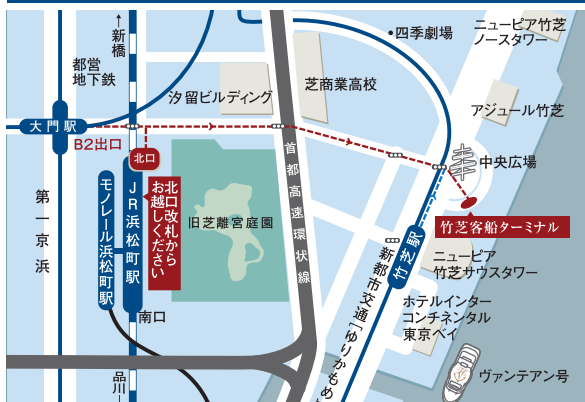 ←新橋
都営
地下鉄
大門駅
B2出口
北口
汐留ビルディング
芝商業高校
•四季劇場
ニューピア竹芝
ノースタワー
アジュール竹芝
中央広場
竹芝客船ターミナル
ニューピア
竹芝サウスタワー
ホテルインター
コンチネンタル
東京ベイ
ヴァンテアン号
竹芝駅
新都市交通「ゆりかもめ」
首都高速環状線
旧芝離宮庭園
北口改札から
お越しください
JR浜松町駅
モノレール浜松町駅
第一京浜
南口
品川→